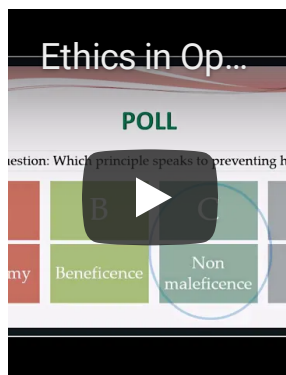 Ethics in Op...
POLL
uestion: Which principle speaks to preventing h
B C
my Beneficence Non
maleficence